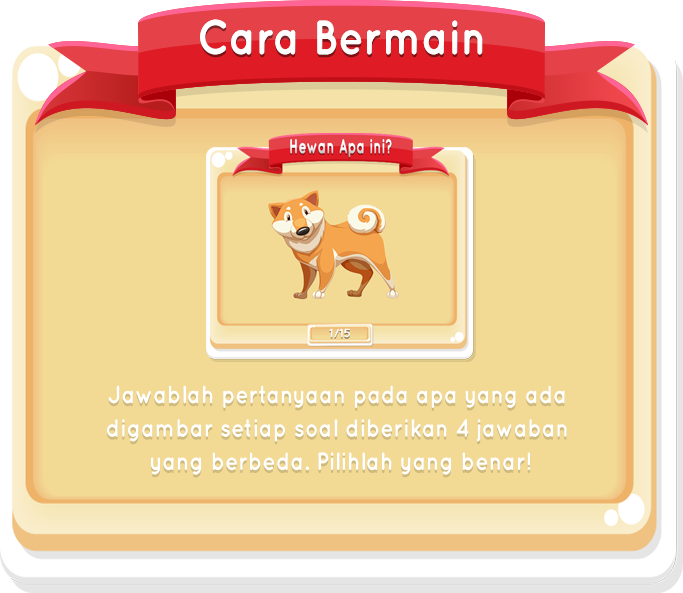 Cara Bermain
Hewan Apa ini?
1/15
Jawablah pertanyaan pada apa yang ada
digambar setiap soal diberikan 4 jawaban
yang berbeda. Pilihlah yang benar!